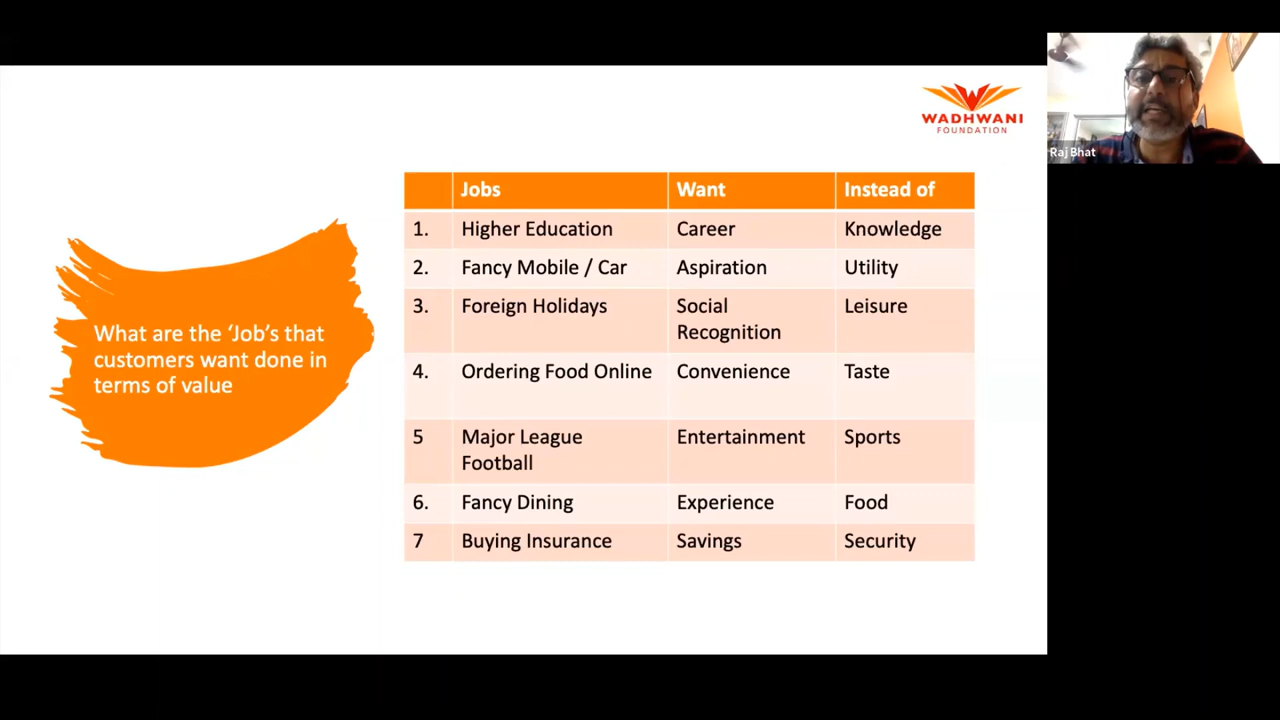 WADHWANI
FOUNDATION
Raj Bhat
What are the ‘Job’s that
customers want done in
terms of value
Jobs Want Instead of
1. Higher Education Career Knowledge
2. Fancy Mobile / Car Aspiration Utility
3. Foreign Holidays Social Leisure
Recognition
4. Ordering Food Online Convenience Taste
5 Major League Entertainment Sports
Football
6. Fancy Dining Experience Food
7 Buying Insurance Savings Security